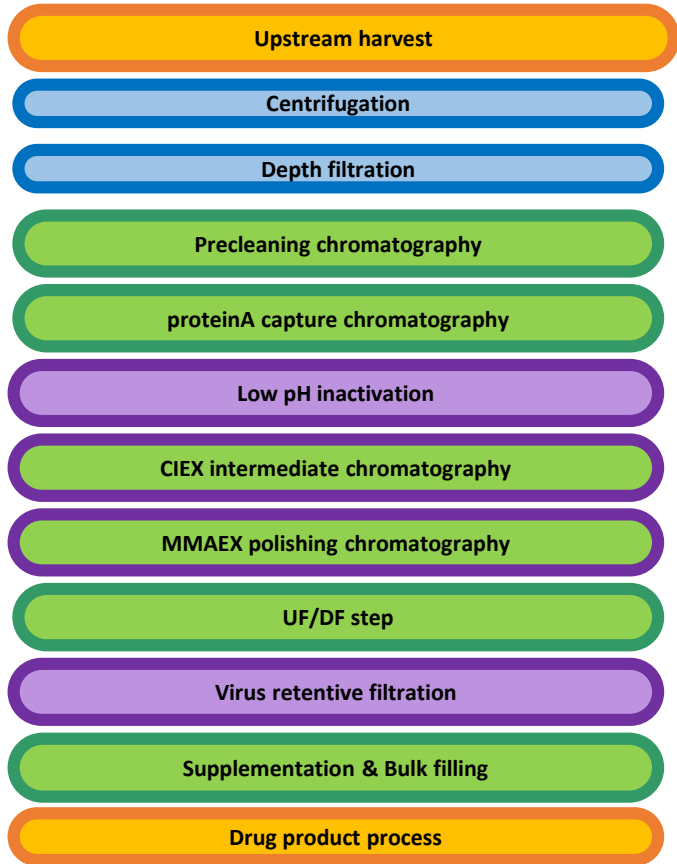 Upstream harvest
Centrifugation
Depth filtration
Precleaning chromatography
proteinA capture chromatography
Low pH inactivation
CIEX intermediate chromatography
MMAEX polishing chromatography
UF/DF step
Virus retentive filtration
Supplementation & Bulk filling
Drug product process